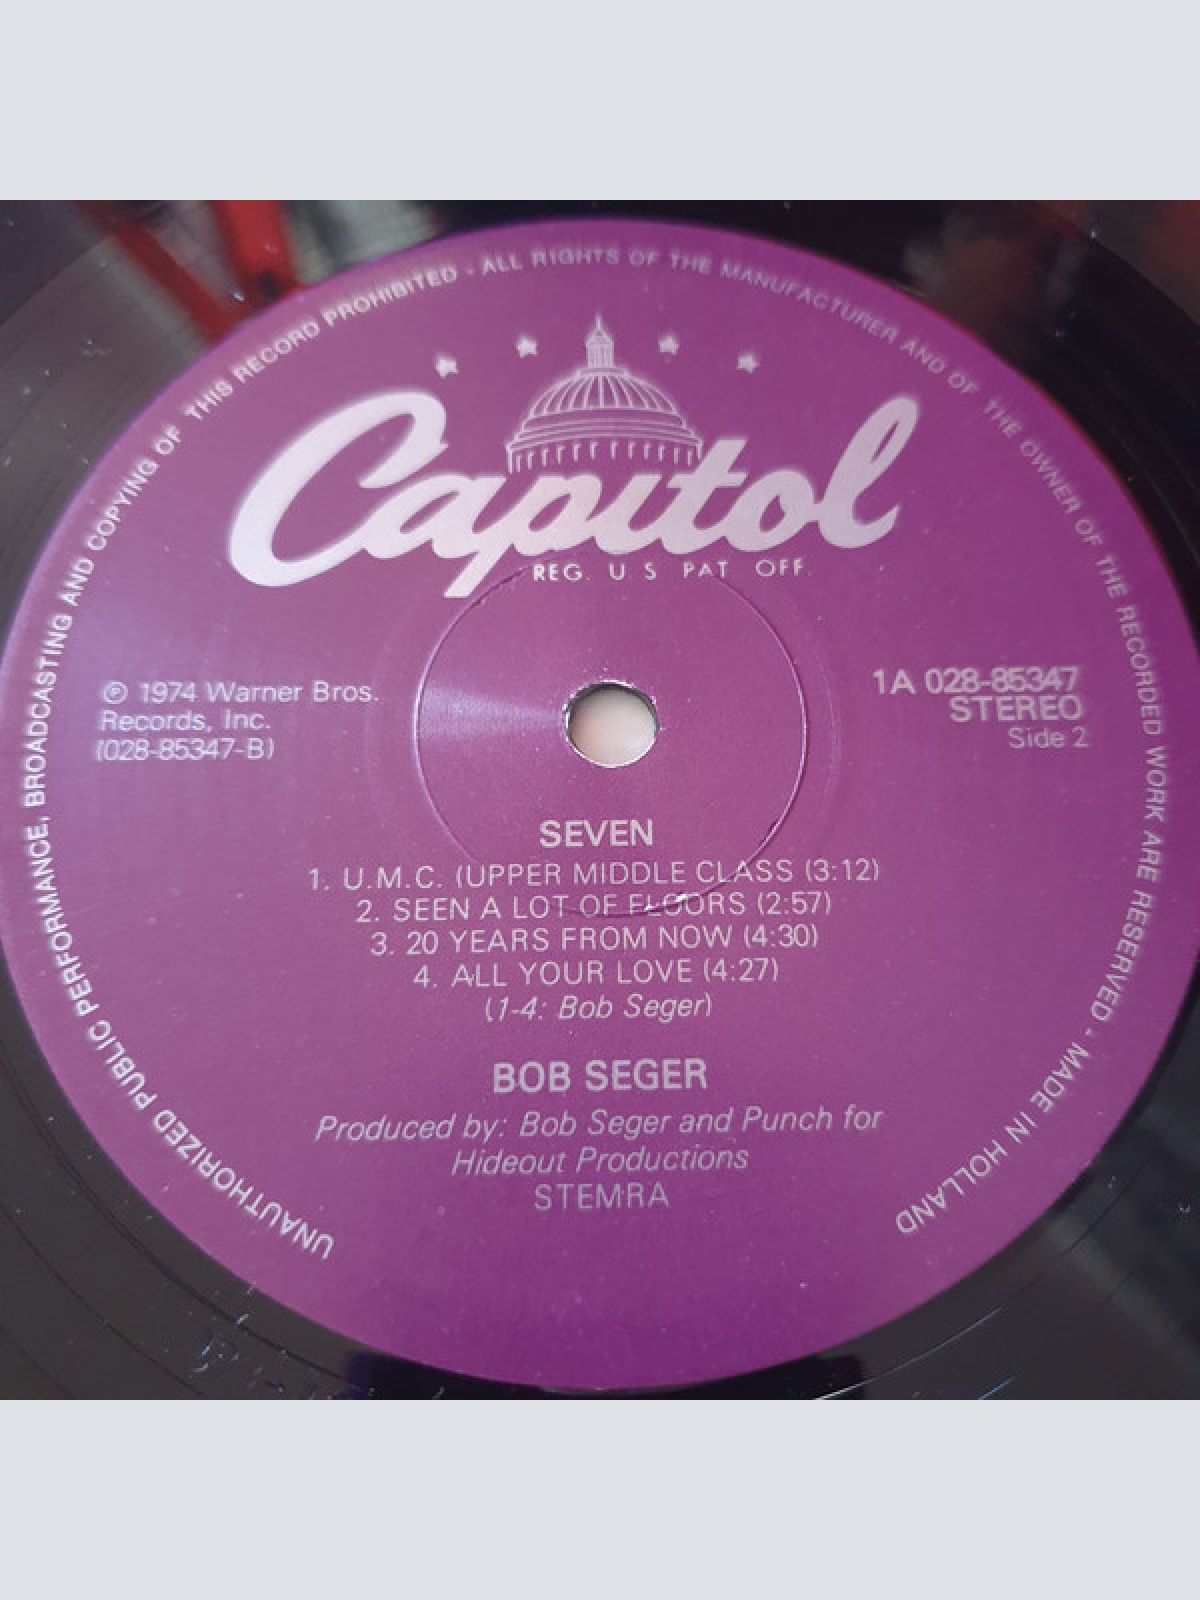 UNAUTHORIZED PUBLIC PERFORMANCE, BROADCASTING AND COPYING OF THIS RECORD PROHIBITED - ALL RIGHTS OF THE MANUFACTURER AND OF THE OWNER OF THE RECORDED WORK ARE RESERVED - MADE IN HOLLAND
Capitol
REG. U S PAT OFF.
℗ 1974 Warner Bros.
Records, Inc.
(028-85347-B)
1A 028-85347
STEREO
Side 2
SEVEN
1. U.M.C. (UPPER MIDDLE CLASS (3:12)
2. SEEN A LOT OF FLOORS (2:57)
3. 20 YEARS FROM NOW (4:30)
4. ALL YOUR LOVE (4:27)
(1-4: Bob Seger)
BOB SEGER
Produced by: Bob Seger and Punch for
Hideout Productions
STEMRA